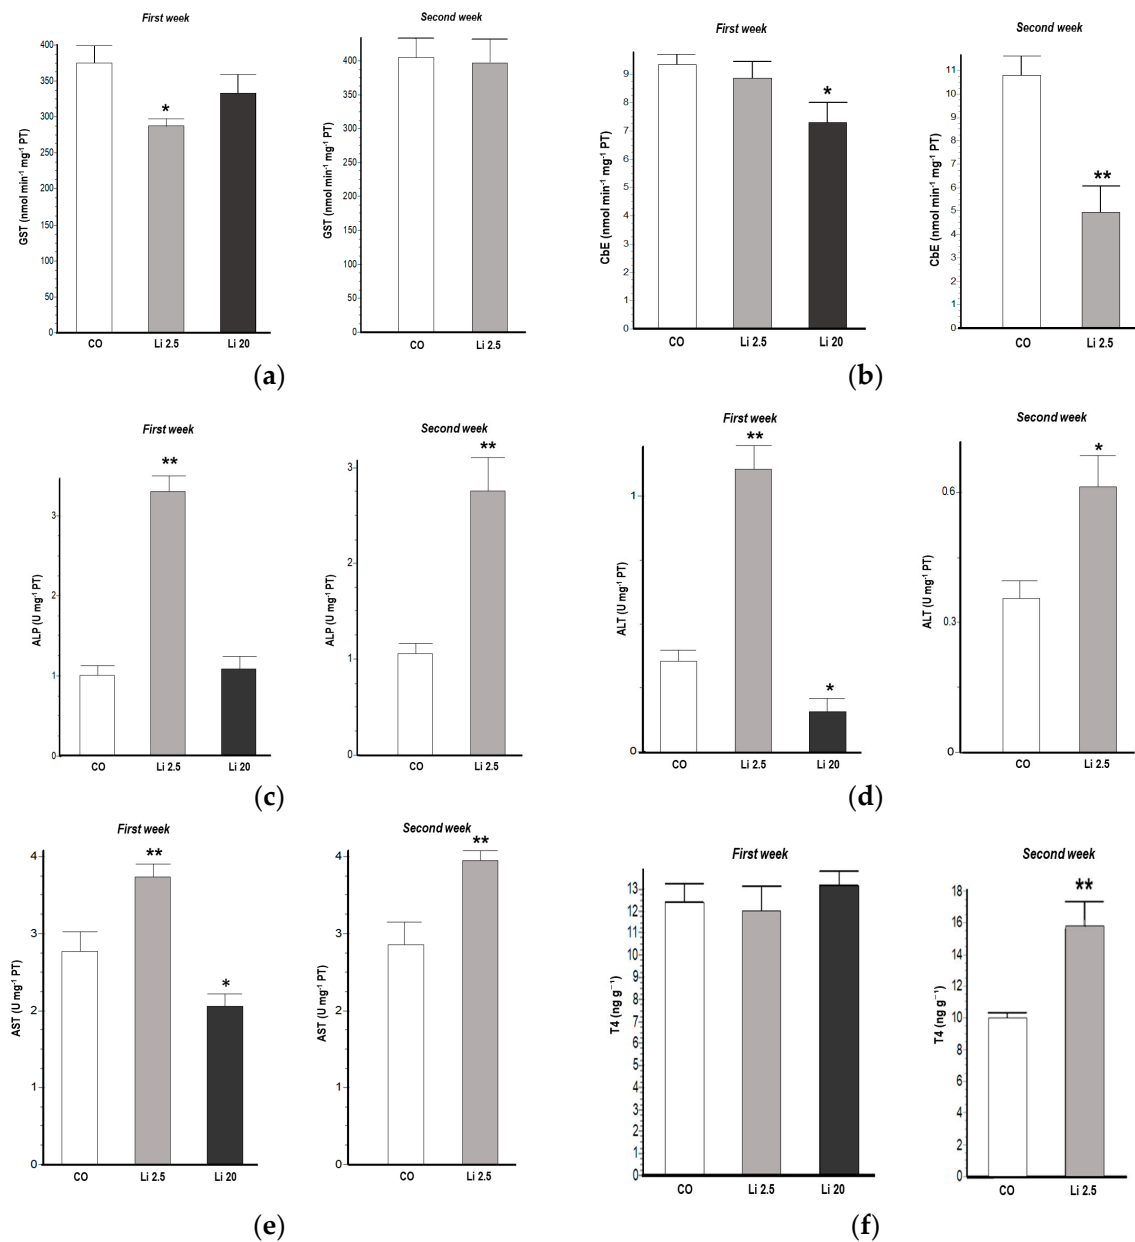 First week
GST (nmol min⁻¹ mg⁻¹ PT)
400
350
300
250
200
150
100
50
0
*
CO Li 2.5 Li 20
Second week
GST (nmol min⁻¹ mg⁻¹ PT)
400
350
300
250
200
150
100
50
0
CO Li 2.5
(a)
First week
CbE (nmol min⁻¹ mg⁻¹ PT)
9
8
7
6
5
4
3
2
1
0
*
CO Li 2.5 Li 20
Second week
CbE (nmol min⁻¹ mg⁻¹ PT)
11
10
9
8
7
6
5
4
3
2
1
0
**
CO Li 2.5
(b)
First week
ALP (U mg⁻¹ PT)
3
2
1
0
**
CO Li 2.5 Li 20
Second week
ALP (U mg⁻¹ PT)
3
3
1
0
**
CO Li 2.5
(c)
First week
ALT (U mg⁻¹ PT)
1
0
**
*
CO Li 2.5 Li 20
Second week
ALT (U mg⁻¹ PT)
0.6
0.3
0
*
CO Li 2.5
(d)
First week
AST (U mg⁻¹ PT)
4
3
2
1
0
**
*
CO Li 2.5 Li 20
Second week
AST (U mg⁻¹ PT)
4
3
2
1
0
**
CO Li 2.5
(e)
First week
T4 (ng g⁻¹)
13
12
11
10
9
8
7
6
5
4
3
2
1
0
CO Li 2.5 Li 20
Second week
T4 (ng g⁻¹)
18
16
14
12
10
8
6
4
2
0
**
CO Li 2.5
(f)